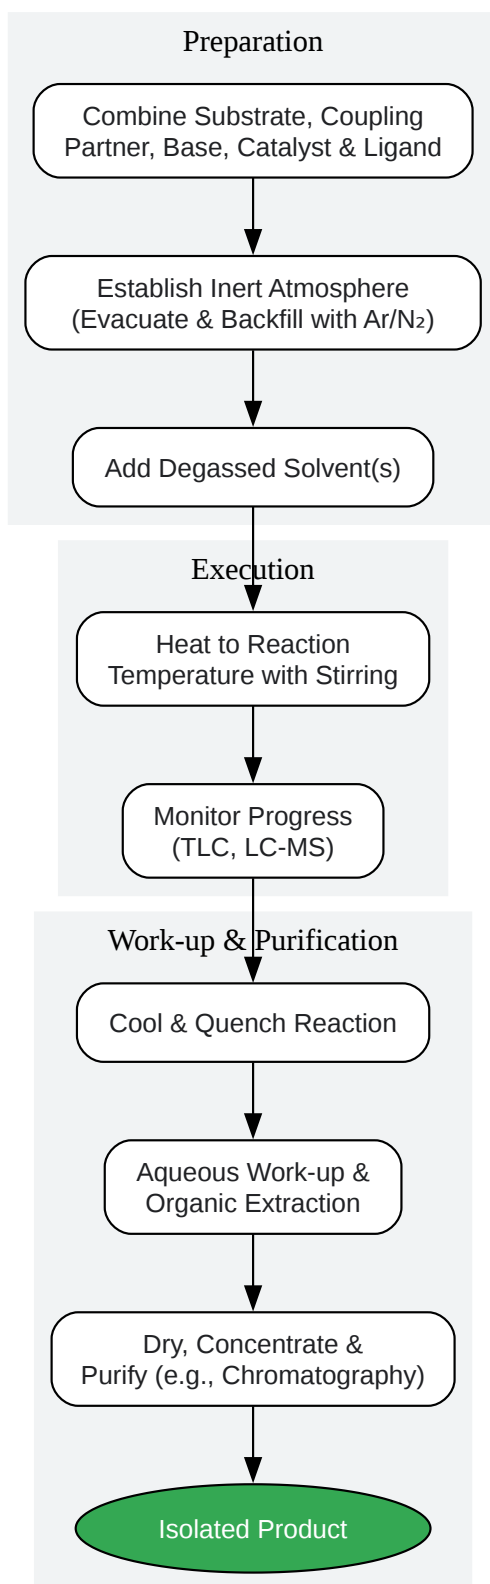 Preparation
Combine Substrate, Coupling
Partner, Base, Catalyst & Ligand
Establish Inert Atmosphere
(Evacuate & Backfill with Ar/N₂)
Add Degassed Solvent(s)
Execution
Heat to Reaction
Temperature with Stirring
Monitor Progress
(TLC, LC-MS)
Work-up & Purification
Cool & Quench Reaction
Aqueous Work-up &
Organic Extraction
Dry, Concentrate &
Purify (e.g., Chromatography)
Isolated Product